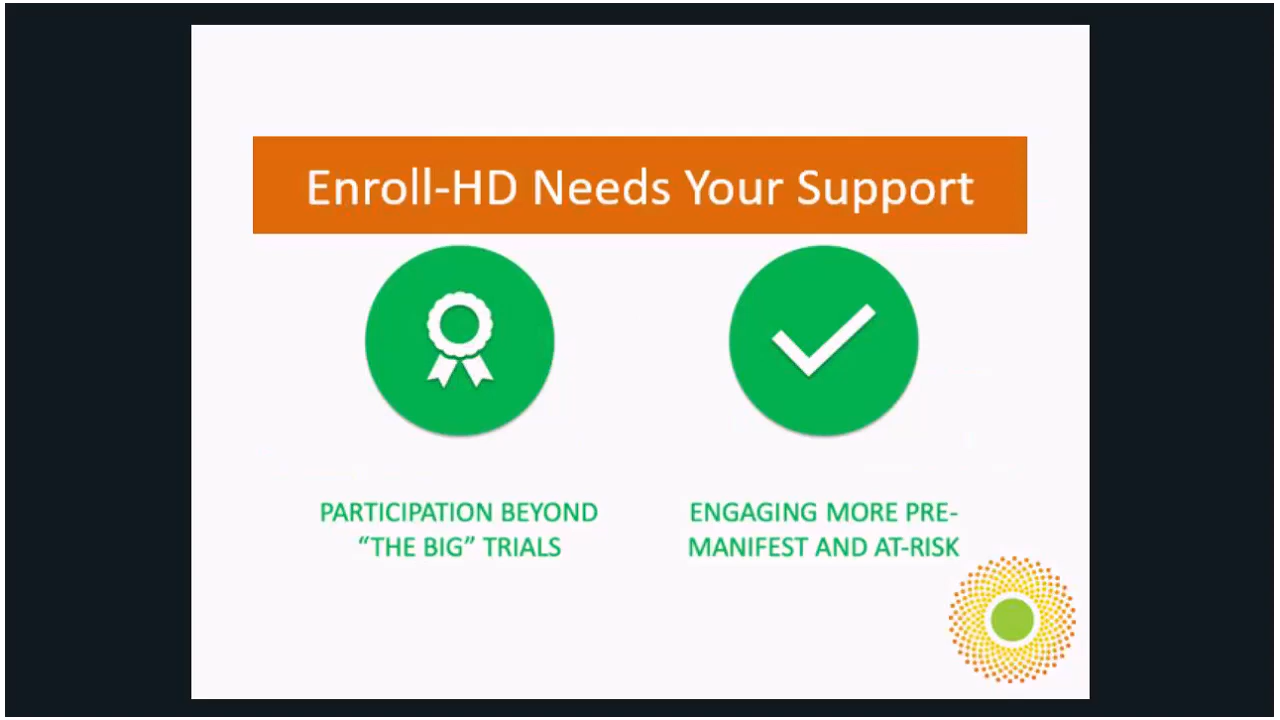 Enroll-HD Needs Your Support
PARTICIPATION BEYOND
“THE BIG” TRIALS
ENGAGING MORE PRE-
MANIFEST AND AT-RISK